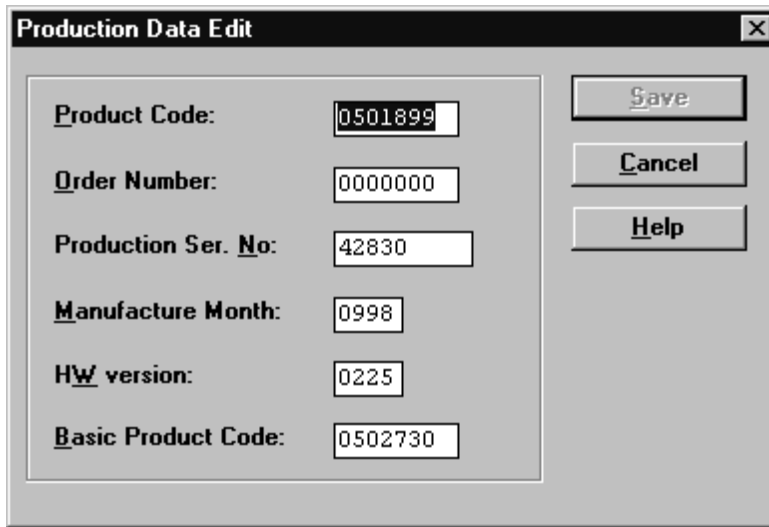 Production Data Edit
Product Code: 0501899
Save
Order Number: 0000000
Cancel
Production Ser. No: 42830
Help
Manufacture Month: 0998
HW version: 0225
Basic Product Code: 0502730